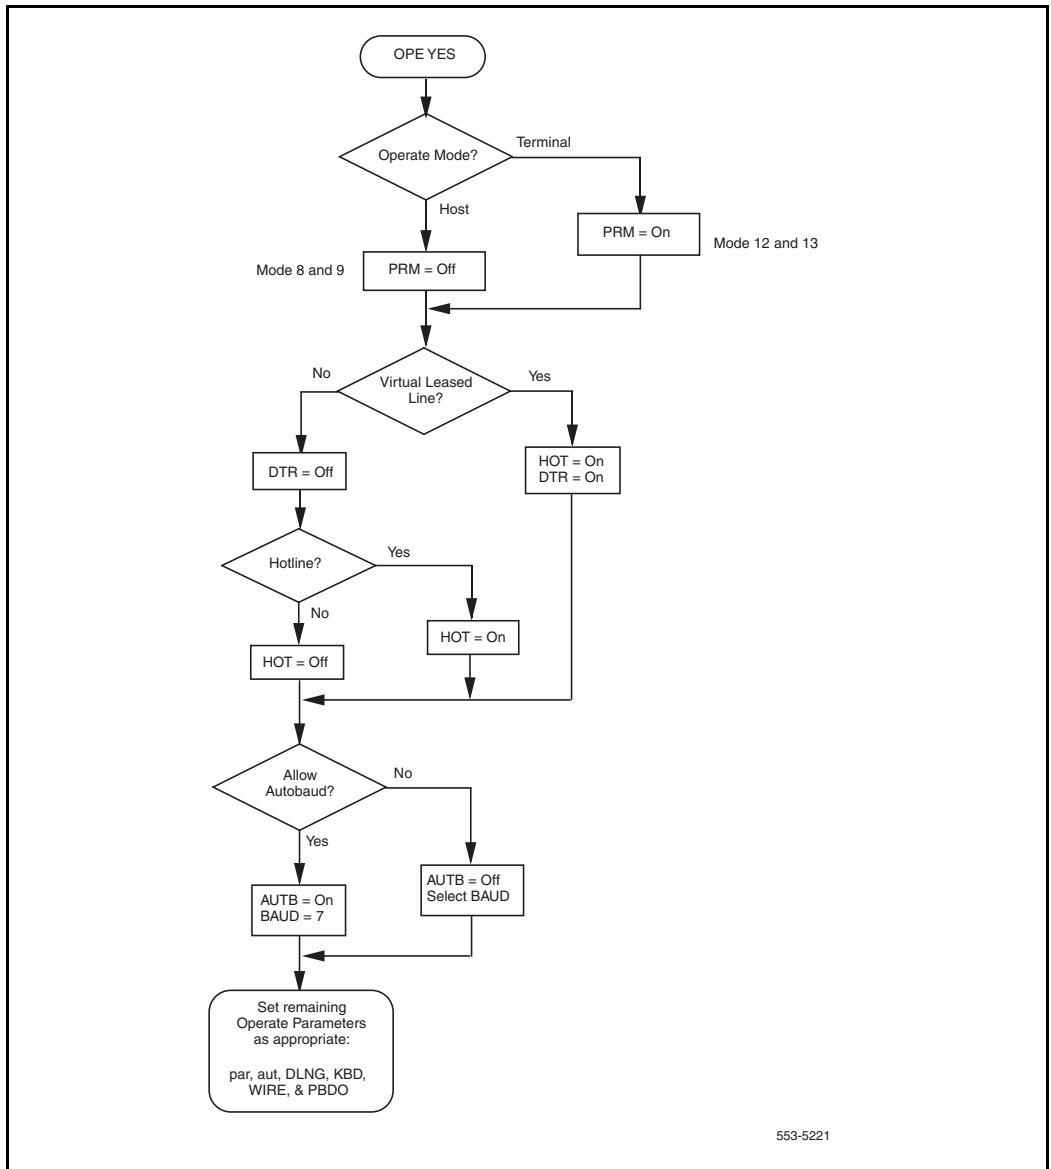 OPE YES
Operate Mode?
Terminal
Host
PRM = On
Mode 12 and 13
Mode 8 and 9
PRM = Off
No
Virtual Leased
Line?
Yes
DTR = Off
HOT = On
DTR = On
Hotline?
Yes
No
HOT = On
HOT = Off
Allow
Autobaud?
No
Yes
AUTB = Off
Select BAUD
AUTB = On
BAUD = 7
Set remaining
Operate Parameters
as appropriate:
par, aut, DLNG, KBD,
WIRE, & PBDO
553-5221